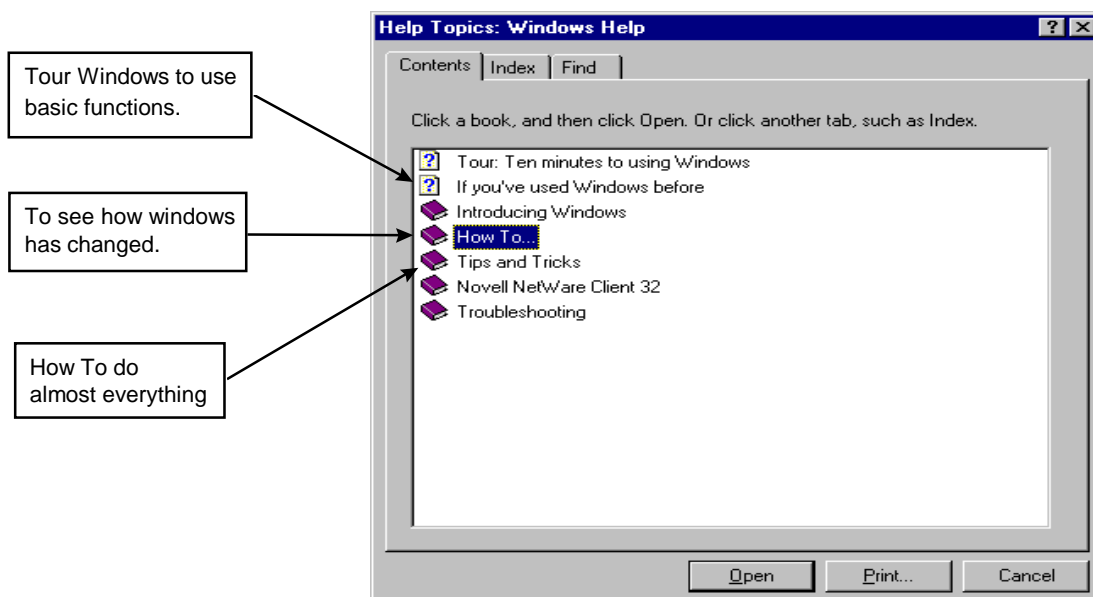 Help Topics: Windows Help
Contents Index Find
Click a book, and then click Open. Or click another tab, such as Index.
Tour: Ten minutes to using Windows
If you've used Windows before
Introducing Windows
How To...
Tips and Tricks
Novell NetWare Client 32
Troubleshooting
Open Print... Cancel
Tour Windows to use
basic functions.
To see how windows
has changed.
How To do
almost everything